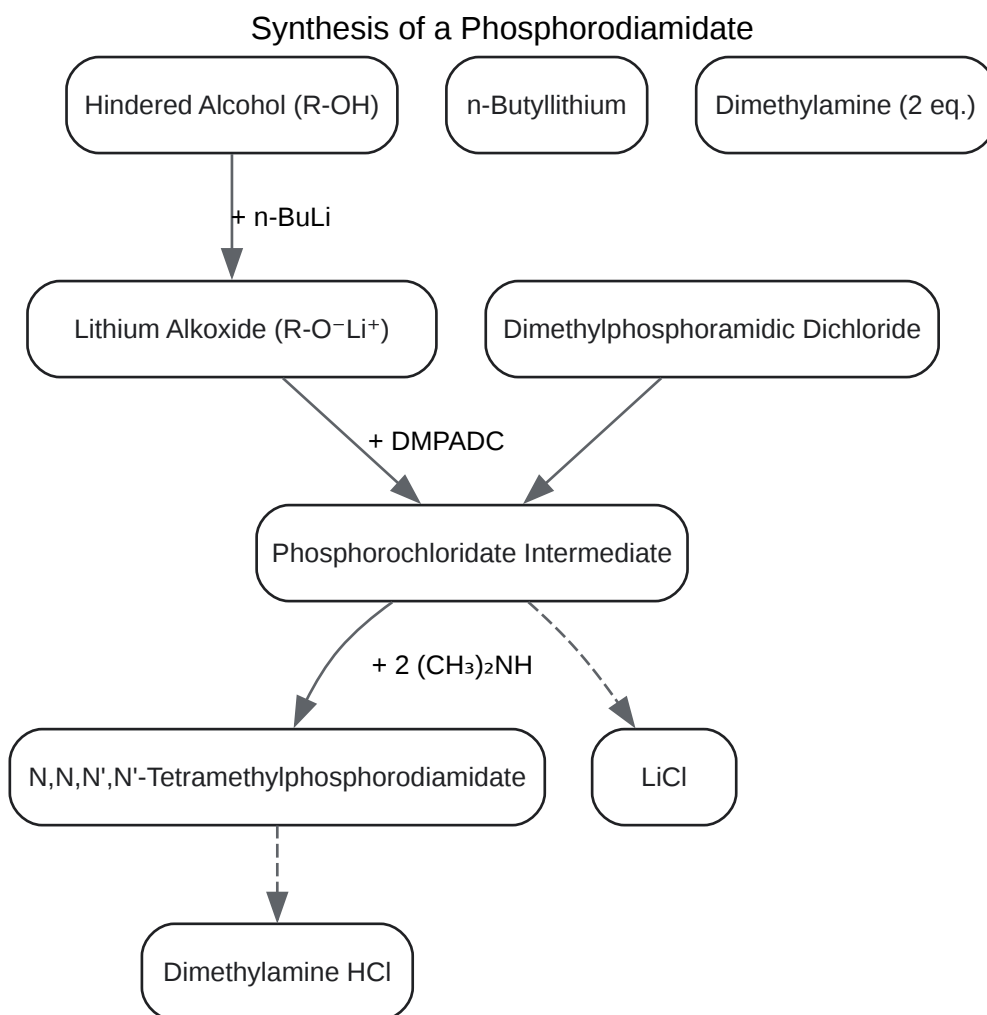 Synthesis of a Phosphorodiamidate
Hindered Alcohol (R-OH)
n-Butyllithium
Dimethylamine (2 eq.)
+ n-BuLi
Lithium Alkoxide (R-O⁻Li⁺)
Dimethylphosphoramidic Dichloride
+ DMPADC
Phosphorochloridate Intermediate
+ 2 (CH₃)₂NH
N,N,N',N'-Tetramethylphosphorodiamidate
LiCl
Dimethylamine HCl